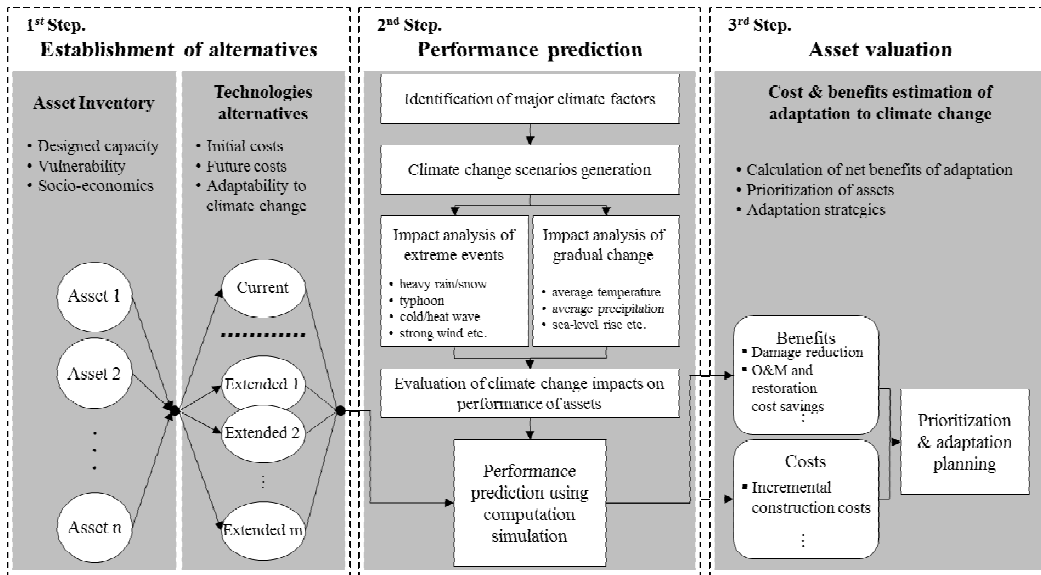 1st Step.
Establishment of alternatives
Asset Inventory
• Designed capacity
• Vulnerability
• Socio-economics
Technologies
alternatives
• Initial costs
• Future costs
• Adaptability to
climate change
Asset 1
Asset 2
⋮
Asset n
Current
Extended 1
Extended 2
⋮
Extended m
2nd Step.
Performance prediction
Identification of major climate factors
Climate change scenarios generation
Impact analysis of
extreme events
• heavy rain/snow
• typhoon
• cold/heat wave
• strong wind etc.
Impact analysis of
gradual change
• average temperature
• average precipitation
• sea-level rise etc.
Evaluation of climate change impacts on
performance of assets
Performance
prediction using
computation
simulation
3rd Step.
Asset valuation
Cost & benefits estimation of
adaptation to climate change
• Calculation of net benefits of adaptation
• Prioritization of assets
• Adaptation strategies
Benefits
▪ Damage reduction
▪ O&M and
restoration
cost savings
⋮
Costs
▪ Incremental
construction costs
⋮
Prioritization
& adaptation
planning